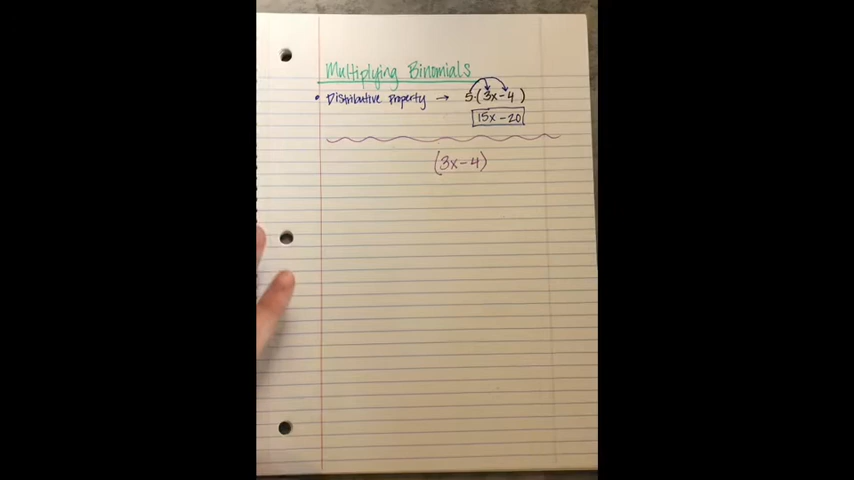 Multiplying Binomials
• Distributive Property → 5·(3x-4)
15x-20
(3x-4)